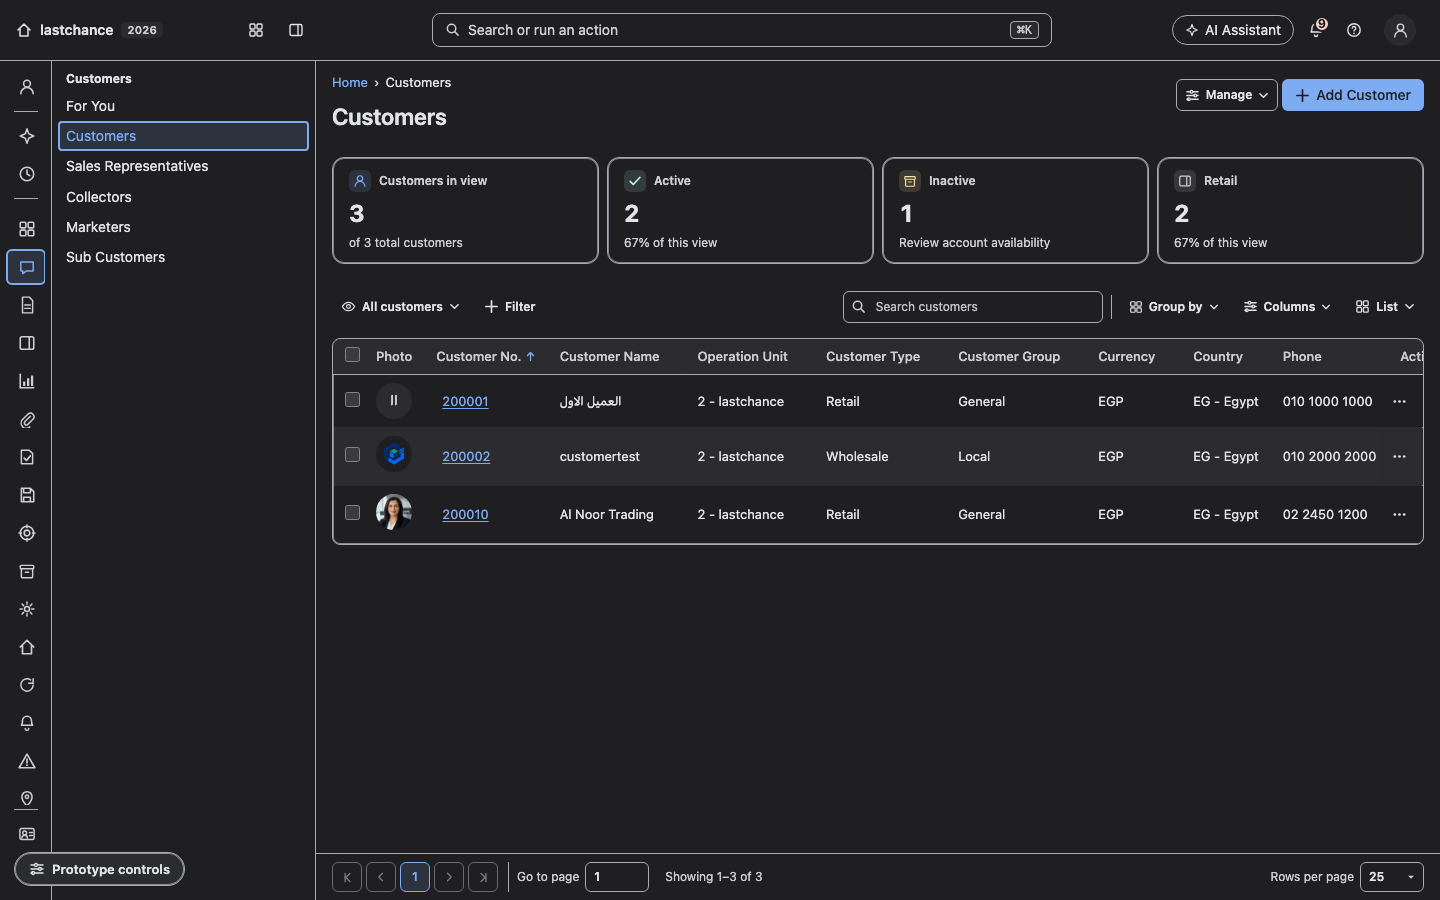 lastchance 2026
Search or run an action ⌘K
AI Assistant
9
Customers
For You
Customers
Sales Representatives
Collectors
Marketers
Sub Customers
Home › Customers
Customers
Manage
Add Customer
Customers in view
3
of 3 total customers
Active
2
67% of this view
Inactive
1
Review account availability
Retail
2
67% of this view
All customers
Filter
Search customers
Group by
Columns
List
Photo Customer No. Customer Name Operation Unit Customer Type Customer Group Currency Country Phone Acti
اا 200001 العميل الاول 2 - lastchance Retail General EGP EG - Egypt 010 1000 1000
200002 customertest 2 - lastchance Wholesale Local EGP EG - Egypt 010 2000 2000
200010 Al Noor Trading 2 - lastchance Retail General EGP EG - Egypt 02 2450 1200
Prototype controls
1
Go to page 1
Showing 1–3 of 3
Rows per page 25